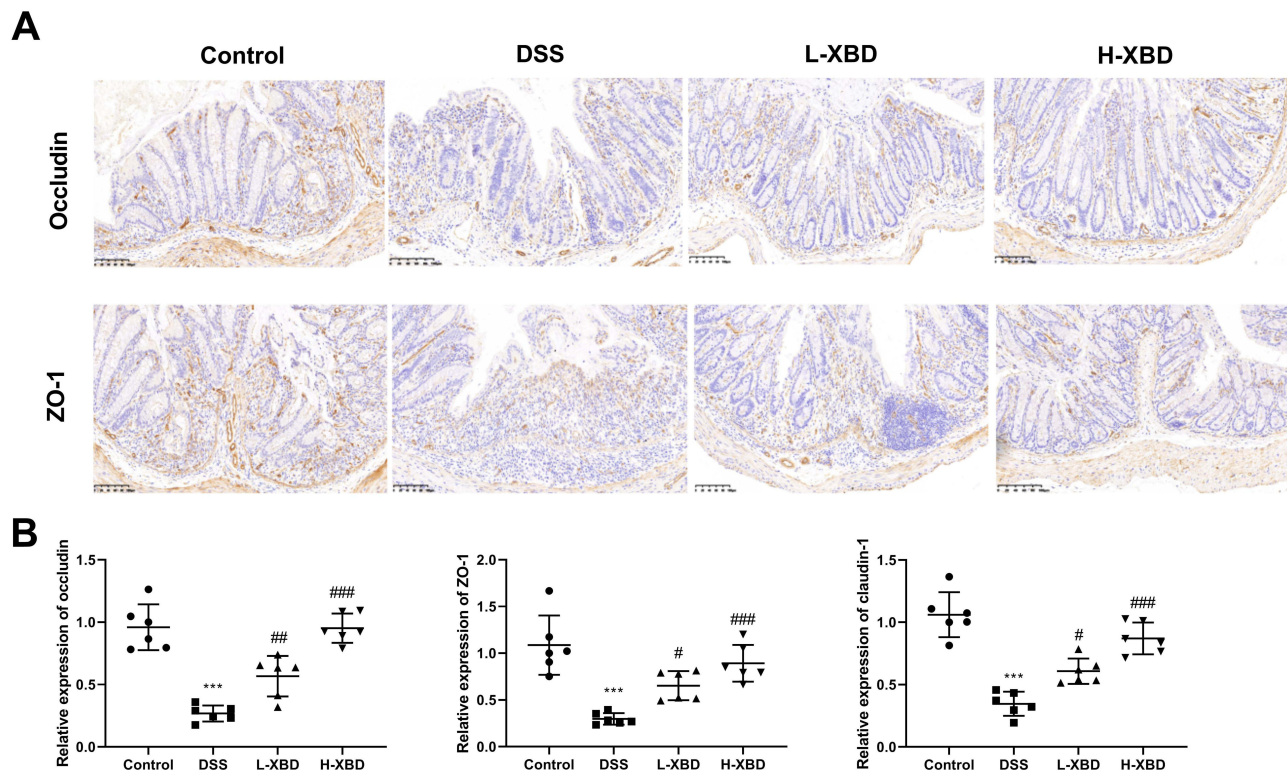 A
Control
DSS
L-XBD
H-XBD
Occludin
ZO-1
B
Relative expression of occludin
1.5
1.0
0.5
0.0
***
##
###
Control
DSS
L-XBD
H-XBD
Relative expression of ZO-1
2.0
1.5
1.0
0.5
0.0
***
#
###
Control
DSS
L-XBD
H-XBD
Relative expression of claudin-1
1.5
1.0
0.5
0.0
***
#
###
Control
DSS
L-XBD
H-XBD